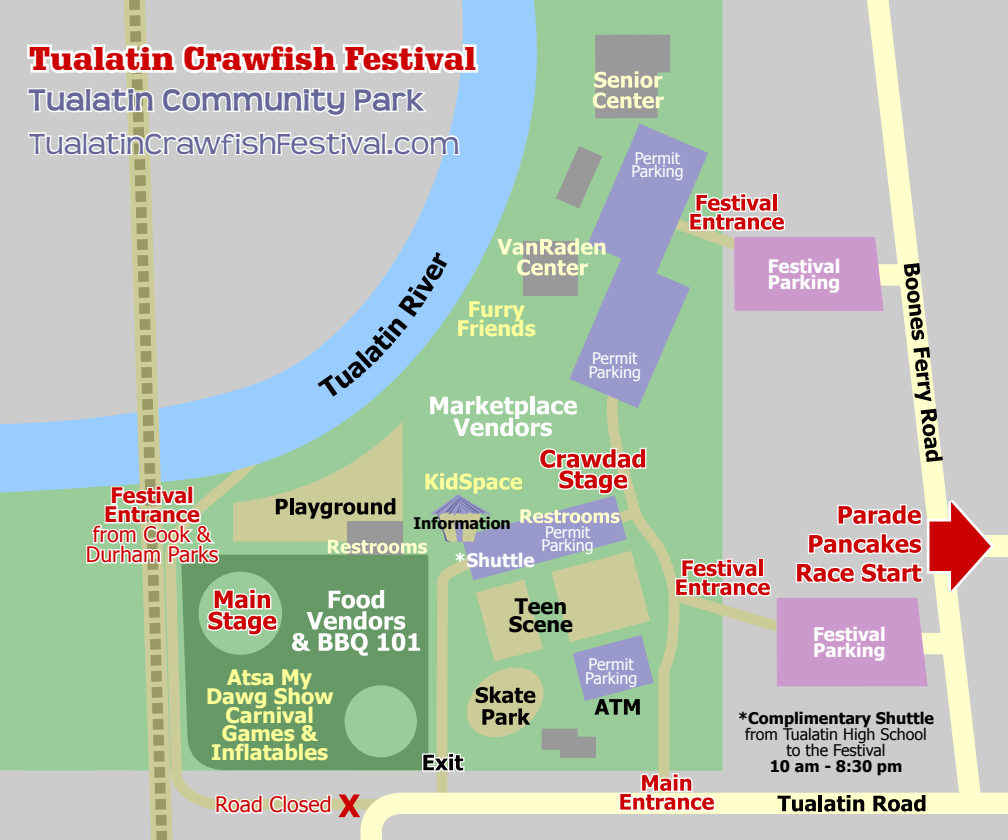 Tualatin Crawfish Festival
Tualatin Community Park
TualatinCrawfishFestival.com
Senior
Center
Permit
Parking
Festival
Entrance
VanRaden
Center
Festival
Parking
Boones Ferry Road
Tualatin River
Furry
Friends
Permit
Parking
Marketplace
Vendors
Crawdad
Stage
KidSpace
Festival
Entrance
from Cook &
Durham Parks
Playground
Information
Restrooms
Permit
Parking
Restrooms
*Shuttle
Parade
Pancakes
Race Start
Festival
Entrance
Main
Stage
Food
Vendors
& BBQ 101
Teen
Scene
Festival
Parking
Permit
Parking
Atsa My
Dawg Show
Carnival
Games &
Inflatables
Skate
Park
ATM
*Complimentary Shuttle
from Tualatin High School
to the Festival
10 am - 8:30 pm
Exit
Main
Entrance
Road Closed X
Tualatin Road